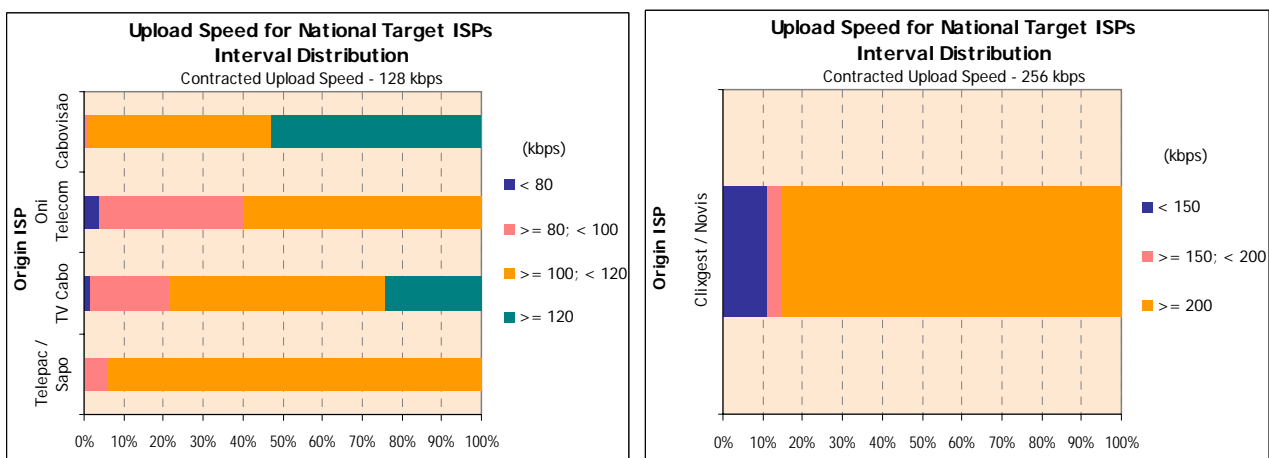 Upload Speed for National Target ISPs
Interval Distribution
Contracted Upload Speed - 128 kbps
Origin ISP
Cabovisão
Oni
Telecom
TV Cabo
Telepac /
Sapo
0% 10% 20% 30% 40% 50% 60% 70% 80% 90% 100%
(kbps)
< 80
>= 80; < 100
>= 100; < 120
>= 120
Upload Speed for National Target ISPs
Interval Distribution
Contracted Upload Speed - 256 kbps
Origin ISP
Clixgest / Novis
0% 10% 20% 30% 40% 50% 60% 70% 80% 90% 100%
(kbps)
< 150
>= 150; < 200
>= 200